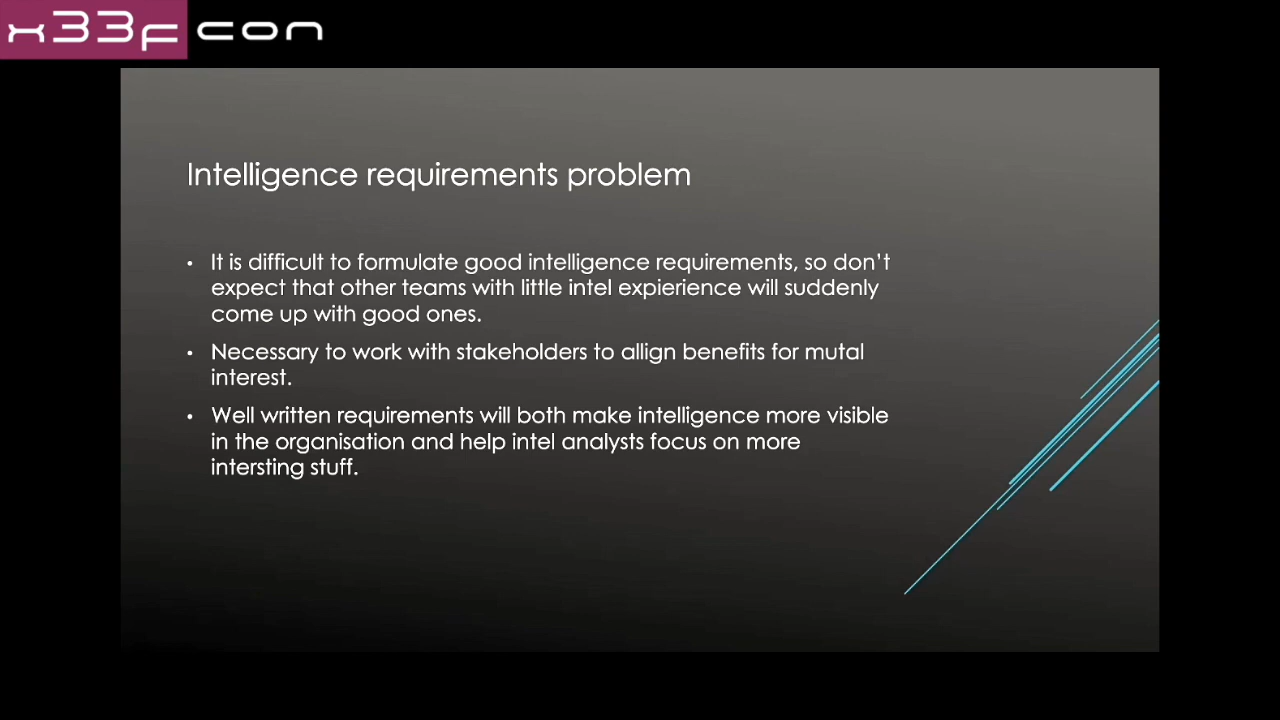 x33fcon
Intelligence requirements problem
• It is difficult to formulate good intelligence requirements, so don't
expect that other teams with little intel expierience will suddenly
come up with good ones.
• Necessary to work with stakeholders to allign benefits for mutal
interest.
• Well written requirements will both make intelligence more visible
in the organisation and help intel analysts focus on more
intersting stuff.